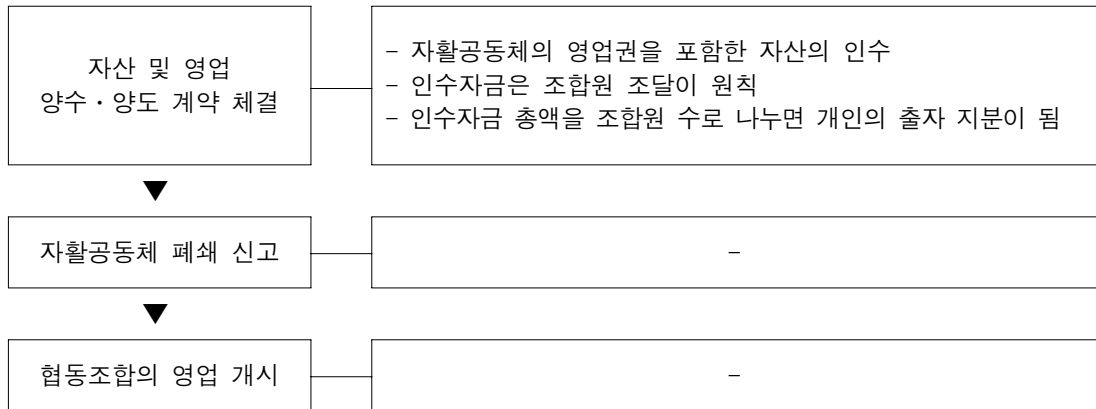 자산 및 영업
양수・양도 계약 체결
- 자활공동체의 영업권을 포함한 자산의 인수
- 인수자금은 조합원 조달이 원칙
- 인수자금 총액을 조합원 수로 나누면 개인의 출자 지분이 됨
▼
자활공동체 폐쇄 신고
-
▼
협동조합의 영업 개시
-